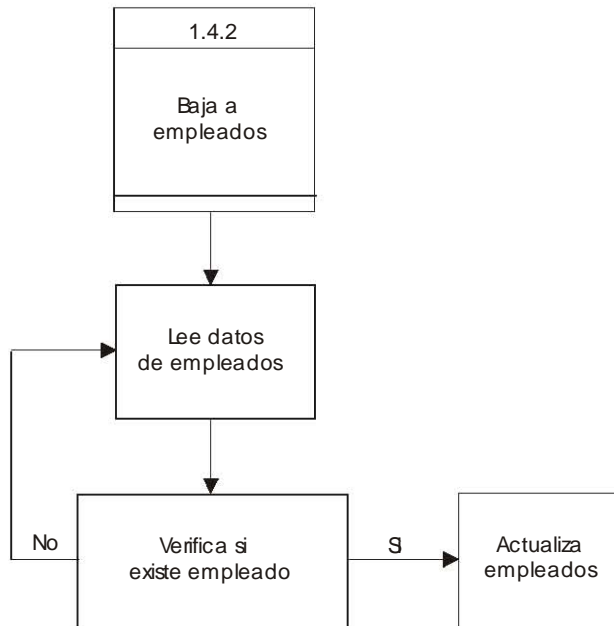 1.4.2
Baja a
empleados
Lee datos
de empleados
No
Verifica si
existe empleado
Si
Actualiza
empleados